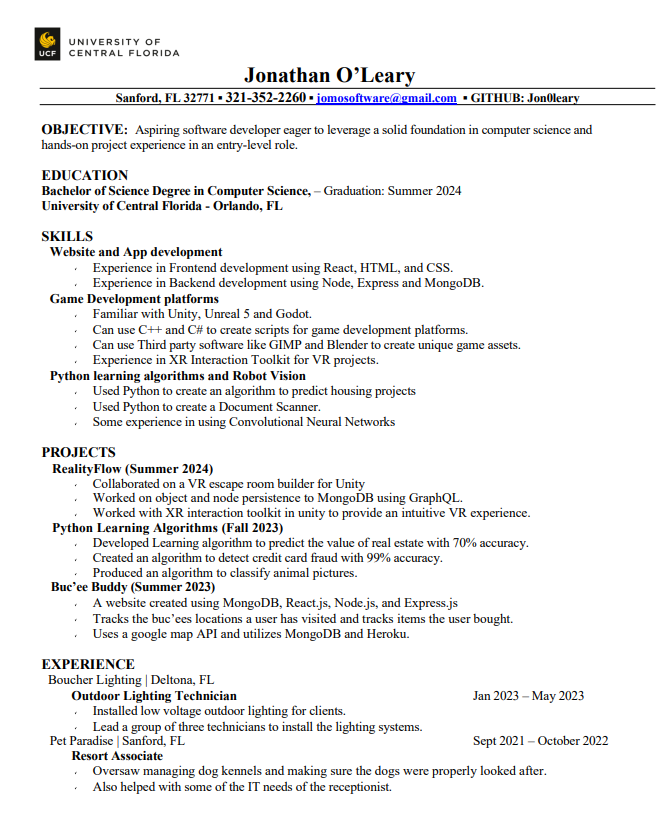 UCF
UNIVERSITY OF
CENTRAL FLORIDA
Jonathan O'Leary
Sanford, FL 32771 ▪ 321-352-2260 ▪ jomosoftware@gmail.com ▪ GITHUB: Jon0leary
OBJECTIVE: Aspiring software developer eager to leverage a solid foundation in computer science and
hands-on project experience in an entry-level role.
EDUCATION
Bachelor of Science Degree in Computer Science, – Graduation: Summer 2024
University of Central Florida - Orlando, FL
SKILLS
Website and App development
Experience in Frontend development using React, HTML, and CSS.
Experience in Backend development using Node, Express and MongoDB.
Game Development platforms
Familiar with Unity, Unreal 5 and Godot.
Can use C++ and C# to create scripts for game development platforms.
Can use Third party software like GIMP and Blender to create unique game assets.
Experience in XR Interaction Toolkit for VR projects.
Python learning algorithms and Robot Vision
Used Python to create an algorithm to predict housing projects
Used Python to create a Document Scanner.
Some experience in using Convolutional Neural Networks
PROJECTS
RealityFlow (Summer 2024)
Collaborated on a VR escape room builder for Unity
Worked on object and node persistence to MongoDB using GraphQL.
Worked with XR interaction toolkit in unity to provide an intuitive VR experience.
Python Learning Algorithms (Fall 2023)
Developed Learning algorithm to predict the value of real estate with 70% accuracy.
Created an algorithm to detect credit card fraud with 99% accuracy.
Produced an algorithm to classify animal pictures.
Buc'ee Buddy (Summer 2023)
A website created using MongoDB, React.js, Node.js, and Express.js
Tracks the buc'ees locations a user has visited and tracks items the user bought.
Uses a google map API and utilizes MongoDB and Heroku.
EXPERIENCE
Boucher Lighting | Deltona, FL
Outdoor Lighting Technician Jan 2023 – May 2023
Installed low voltage outdoor lighting for clients.
Lead a group of three technicians to install the lighting systems.
Pet Paradise | Sanford, FL Sept 2021 – October 2022
Resort Associate
Oversaw managing dog kennels and making sure the dogs were properly looked after.
Also helped with some of the IT needs of the receptionist.